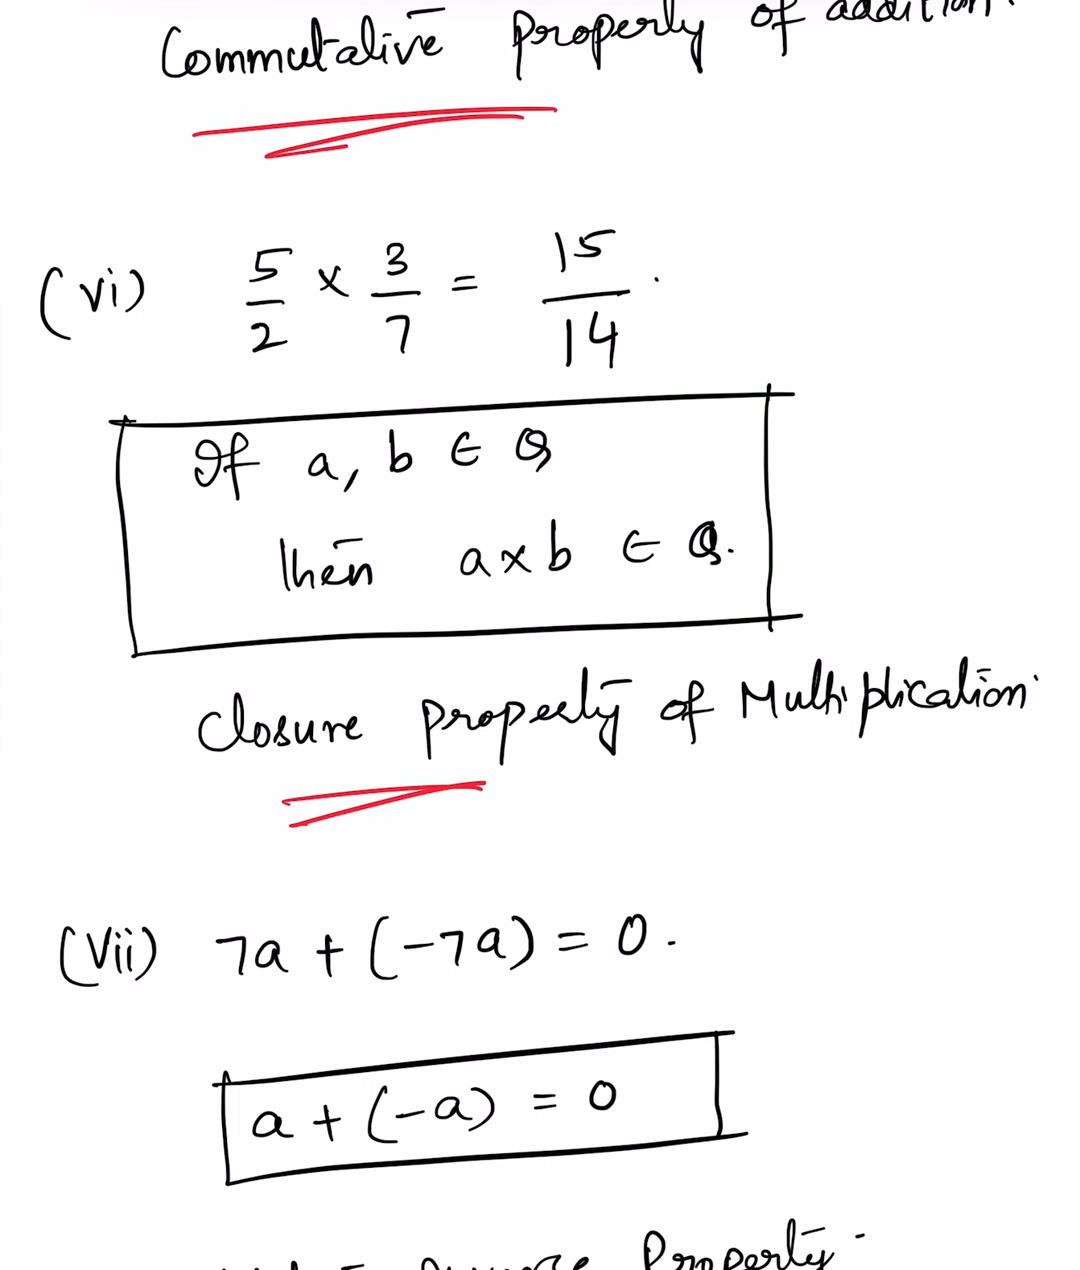 Commutative Property of addition.
(vi) 5/2 × 3/7 = 15/14.
If a, b ∈ Q
then a×b ∈ Q.
Closure property of Multiplication.
(Vii) 7a + (-7a) = 0.
a + (-a) = 0
Property.